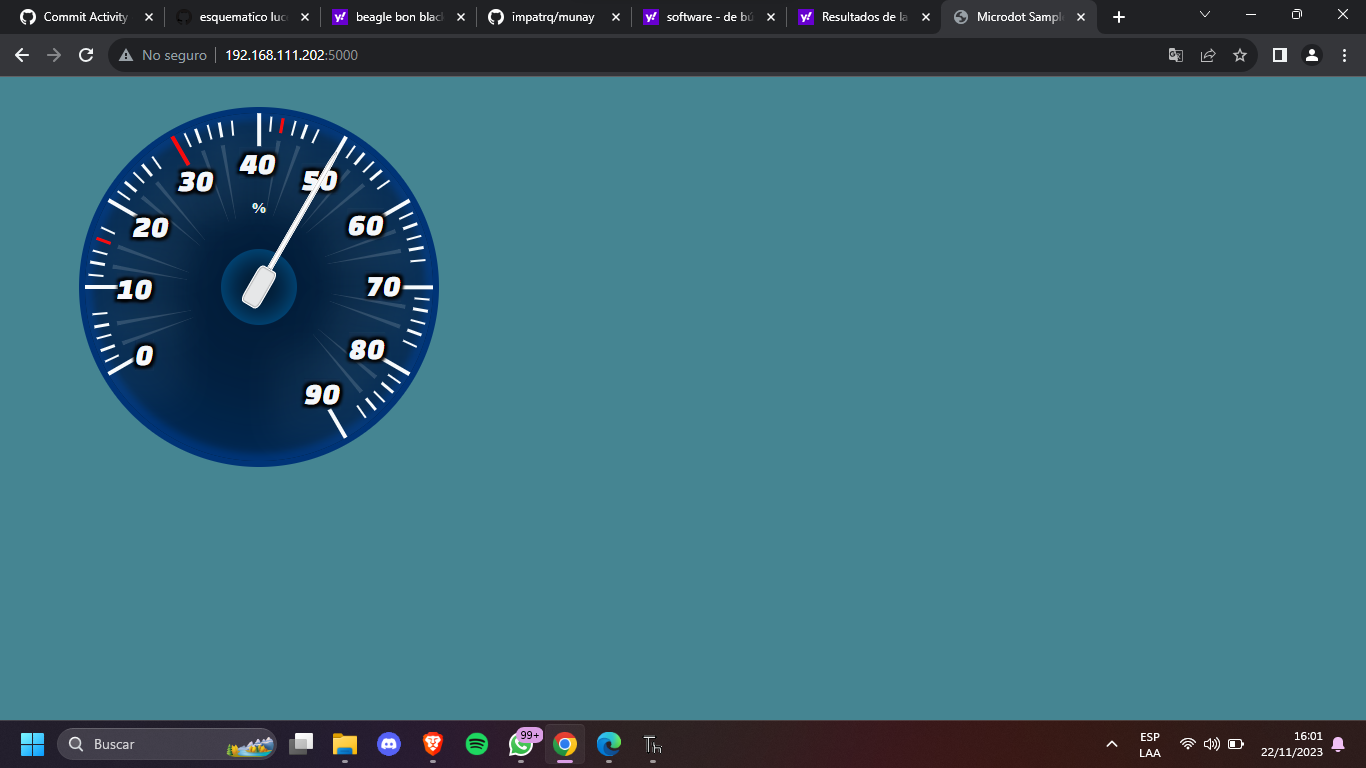 Commit Activity
esquematico luc
beagle bon blac
impatrq/munay
software - de bú
Resultados de la
Microdot Sampl
No seguro
192.168.111.202:5000
40
30
50
%
20
60
10
70
0
80
90
Buscar
99+
ESP
LAA
16:01
22/11/2023